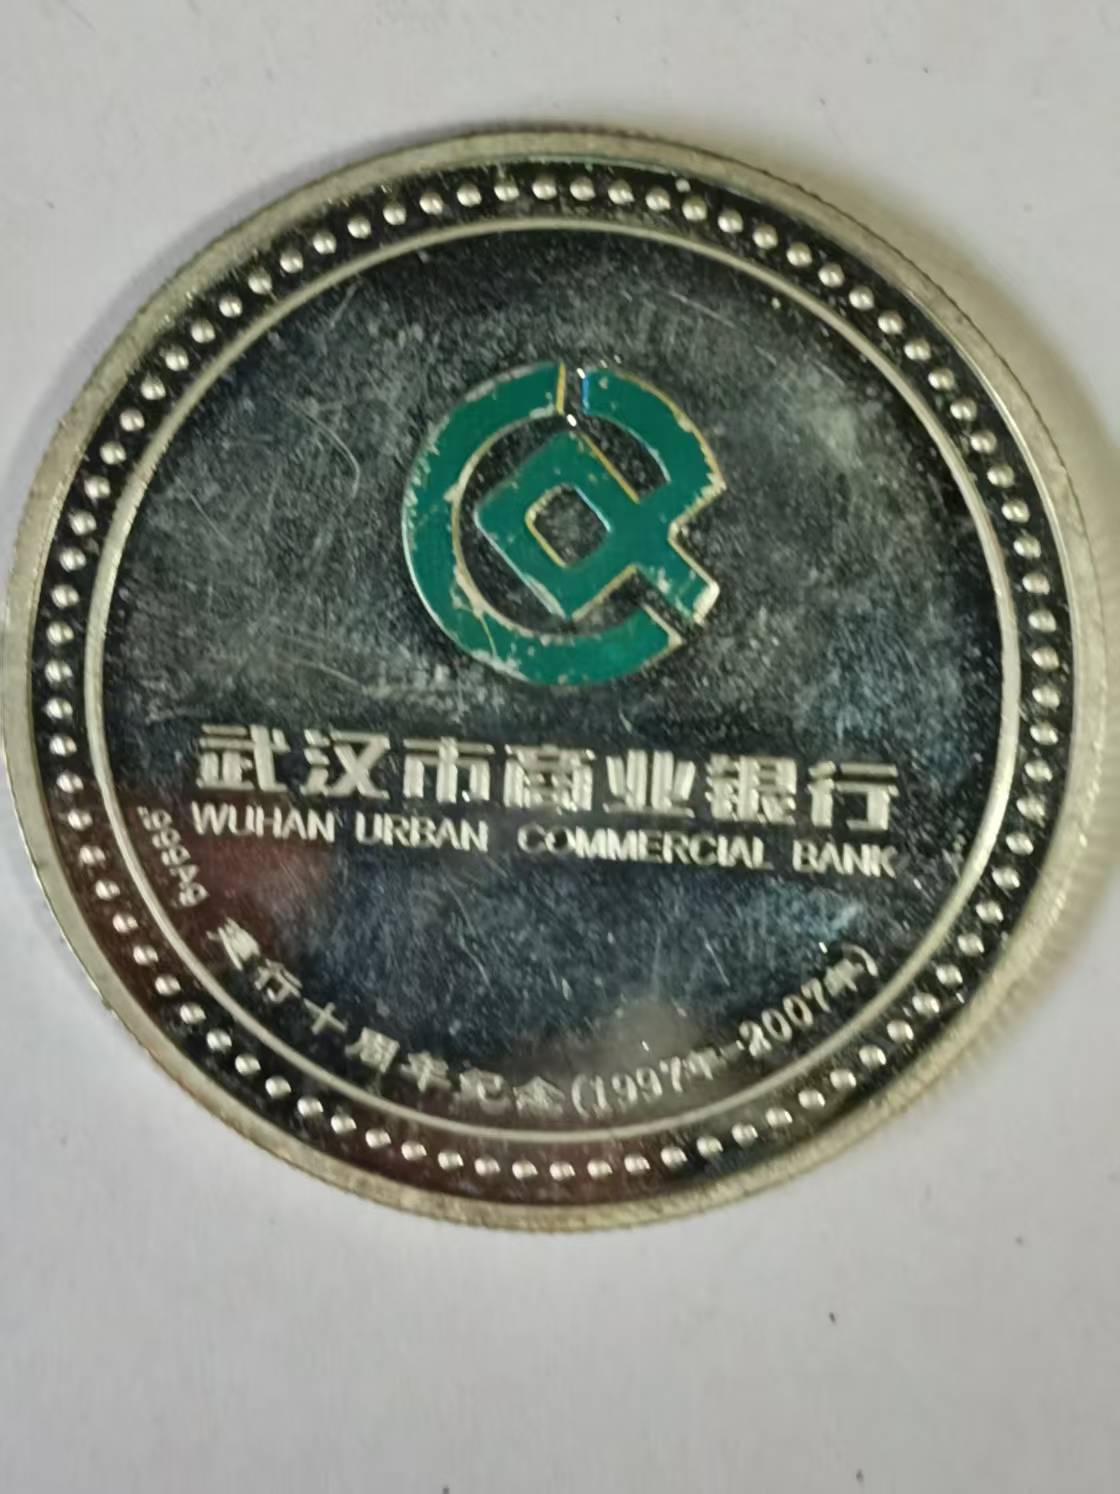 武汉市商业银行
WUHAN URBAN COMMERCIAL BANK
.999Ag
建行十周年纪念(1997年-2007年)